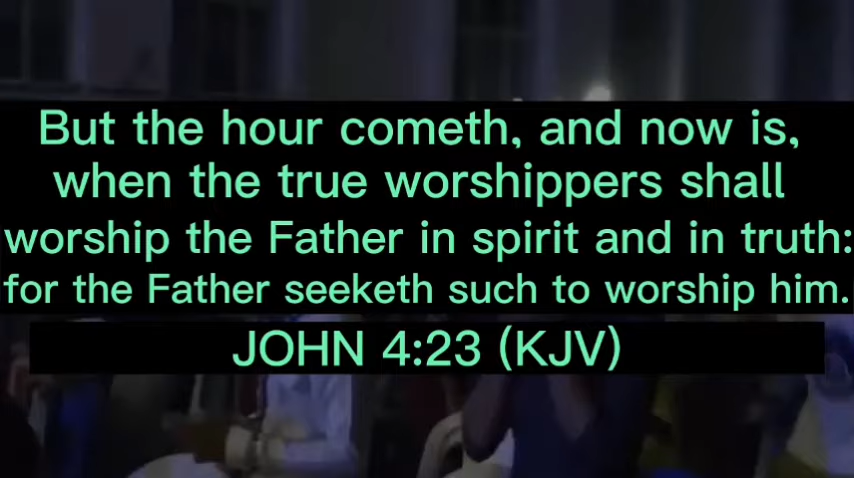 But the hour cometh, and now is,
when the true worshippers shall
worship the Father in spirit and in truth:
for the Father seeketh such to worship him.
JOHN 4:23 (KJV)